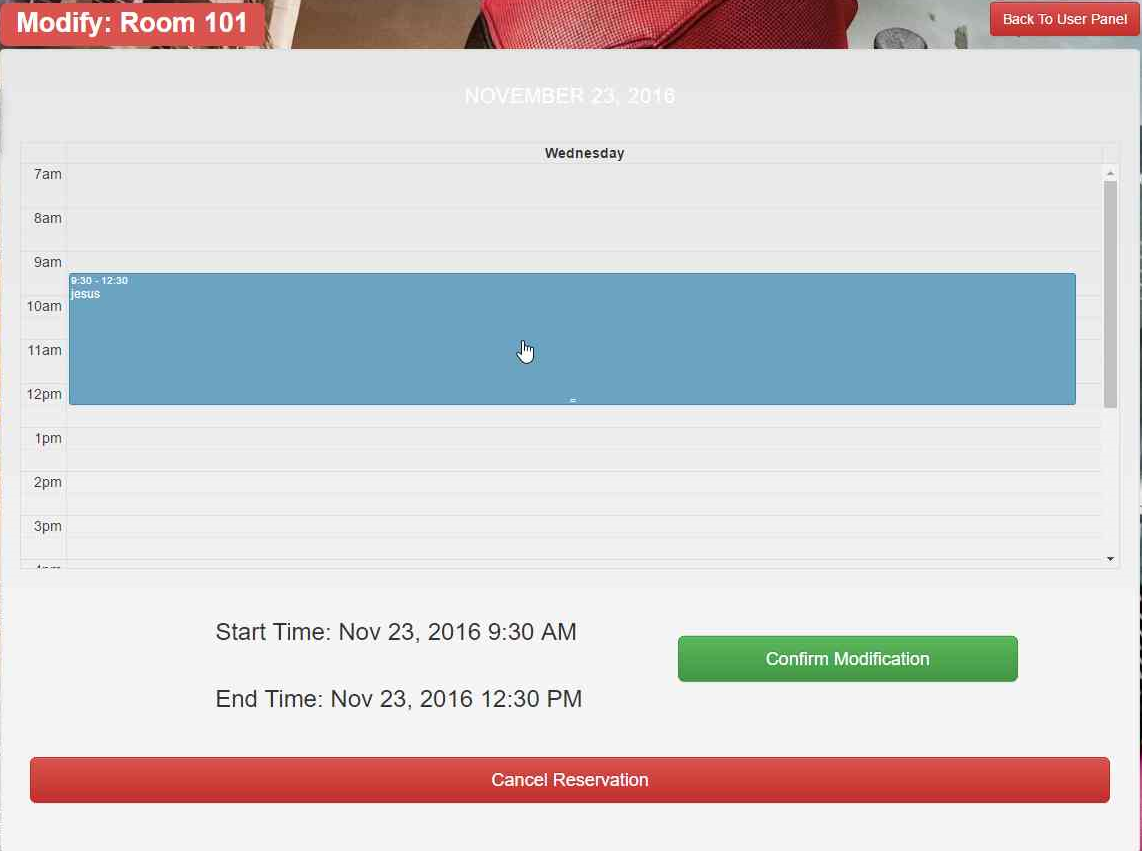 Modify: Room 101
Back To User Panel
NOVEMBER 23, 2016
Wednesday
7am
8am
9am
9:30 - 12:30
jesus
10am
11am
12pm
1pm
2pm
3pm
4pm
Start Time: Nov 23, 2016 9:30 AM
Confirm Modification
End Time: Nov 23, 2016 12:30 PM
Cancel Reservation